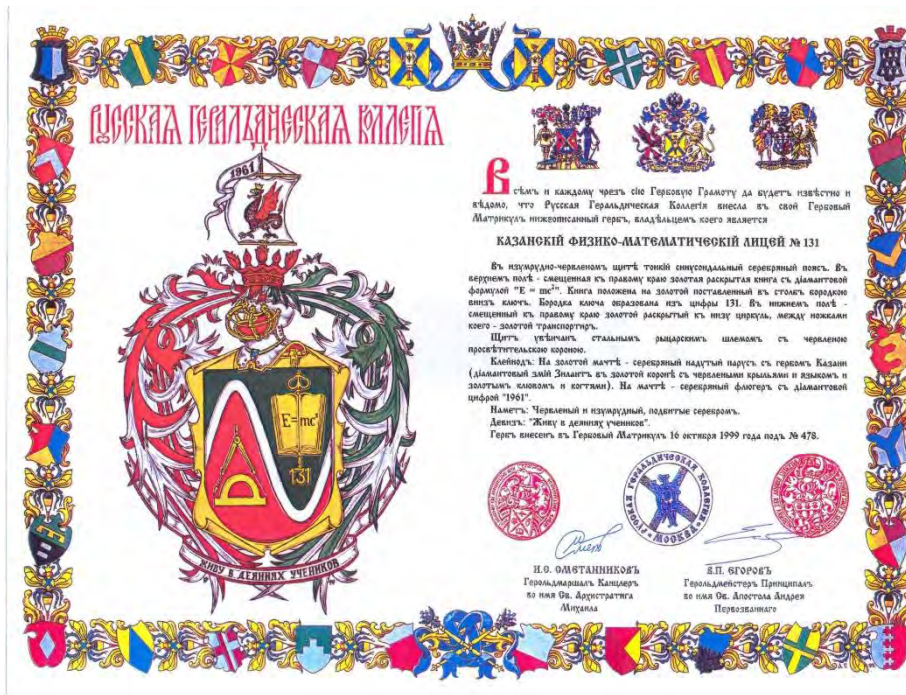 РУССКАЯ ГЕРАЛЬДИЧЕСКАЯ КОЛЛЕГІЯ
1961
E=mc²
131
ЖИВУ В ДЕЯНИЯХ УЧЕНИКОВ
Всѣмъ и каждому чрезъ сію Гербовую Грамоту да будетъ извѣстно и
вѣдомо, что Русская Геральдическая Коллегія внесла въ свой Гербовый
Матрикулъ нижеописанный гербъ, владѣльцемъ коего является
КАЗАНСКІЙ ФИЗИКО-МАТЕМАТИЧЕСКІЙ ЛИЦЕЙ № 131
Въ изумрудно-червленомъ щитѣ тонкій синусоидальный серебряный поясъ. Въ
верхнемъ полѣ - смещенная къ правому краю золотая раскрытая книга съ діамантовой
формулой "E = mc²". Книга положена на золотой поставленный въ столбъ бородкою
внизъ ключъ. Бородка ключа образована изъ цифры 131. Въ нижнемъ полѣ -
смещенный къ правому краю золотой раскрытый къ низу циркуль, между ножками
коего - золотой транспортиръ.
Щитъ увѣнчанъ стальнымъ рыцарскимъ шлемомъ съ червленою
просвѣтительскою короною.
Клейнодъ: На золотой мачтѣ - серебряный надутый парусъ съ гербомъ Казани
(діамантовый змій Зилантъ въ золотой коронѣ съ червлеными крыльями и языкомъ и
золотымъ клювомъ и когтями). На мачтѣ - серебряный флюгеръ съ діамантовой
цифрой "1961".
Наметъ: Червленый и изумрудный, подбитые серебромъ.
Девизъ: "Живу в деяниях учеников".
Гербъ внесенъ въ Гербовый Матрикулъ 16 октября 1999 года подъ № 478.
РУССКАЯ ГЕРАЛЬДИЧЕСКАЯ КОЛЛЕГИЯ
МОСКВА
И.О. СМЕТАННИКОВЪ
Герольдмаршалъ Канцлеръ
во имя Св. Архистратига
Михаила
В.П. ЕГОРОВЪ
Герольдмейстеръ Принципалъ
во имя Св. Апостола Андрея
Первозваннаго